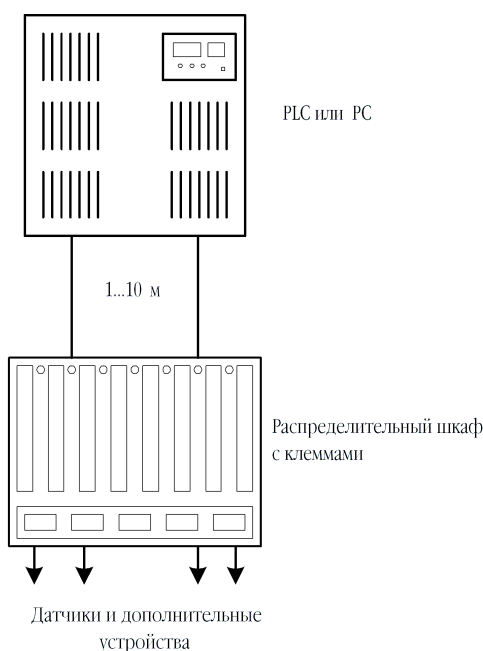 PLC или PC
1...10 м
Распределительный шкаф
с клеммами
Датчики и дополнительные
устройства